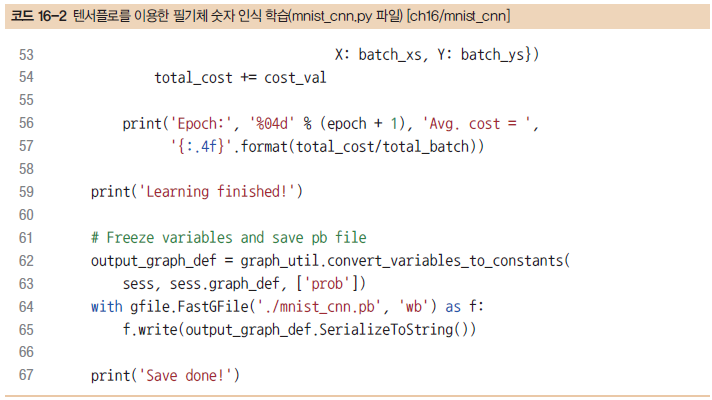 코드 16-2 텐서플로를 이용한 필기체 숫자 인식 학습(mnist_cnn.py 파일) [ch16/mnist_cnn]
53                                        X: batch_xs, Y: batch_ys})
54                total_cost += cost_val
55
56            print('Epoch:', '%04d' % (epoch + 1), 'Avg. cost = ',
57                  '{:.4f}'.format(total_cost/total_batch))
58
59        print('Learning finished!')
60
61        # Freeze variables and save pb file
62        output_graph_def = graph_util.convert_variables_to_constants(
63            sess, sess.graph_def, ['prob'])
64        with gfile.FastGFile('./mnist_cnn.pb', 'wb') as f:
65            f.write(output_graph_def.SerializeToString())
66
67        print('Save done!')